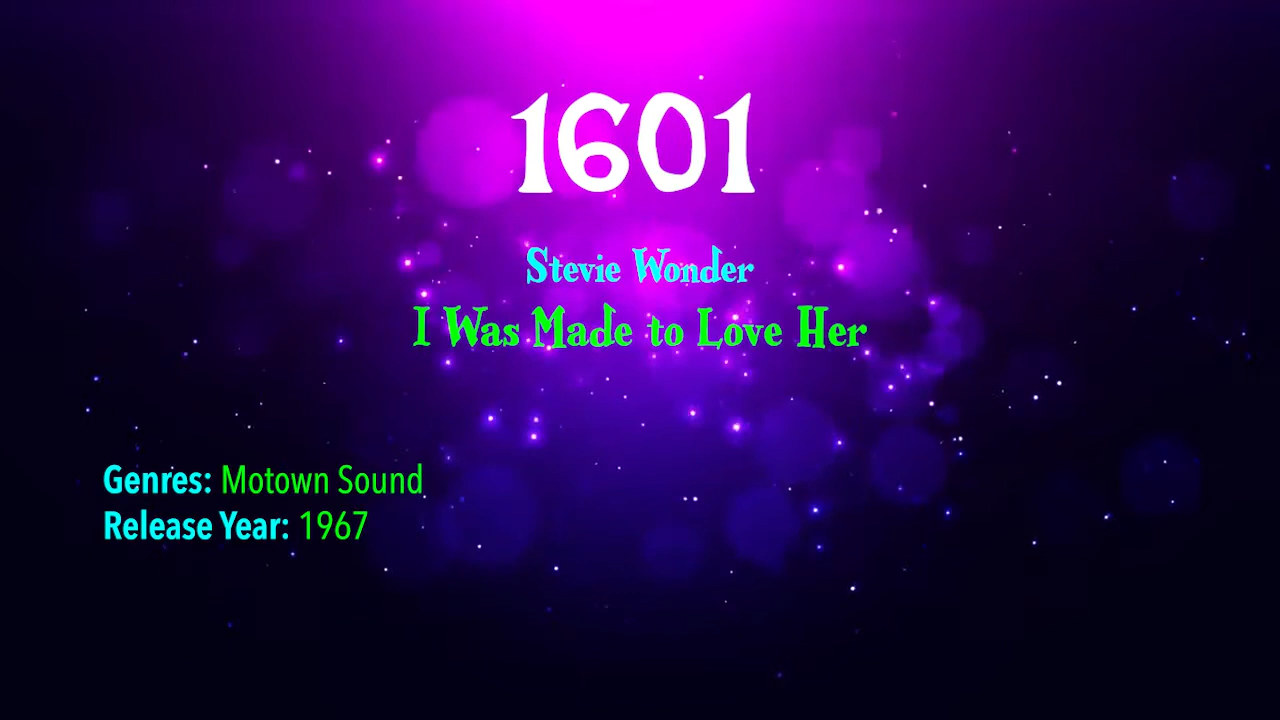 1601
Stevie Wonder
I Was Made to Love Her
Genres: Motown Sound
Release Year: 1967